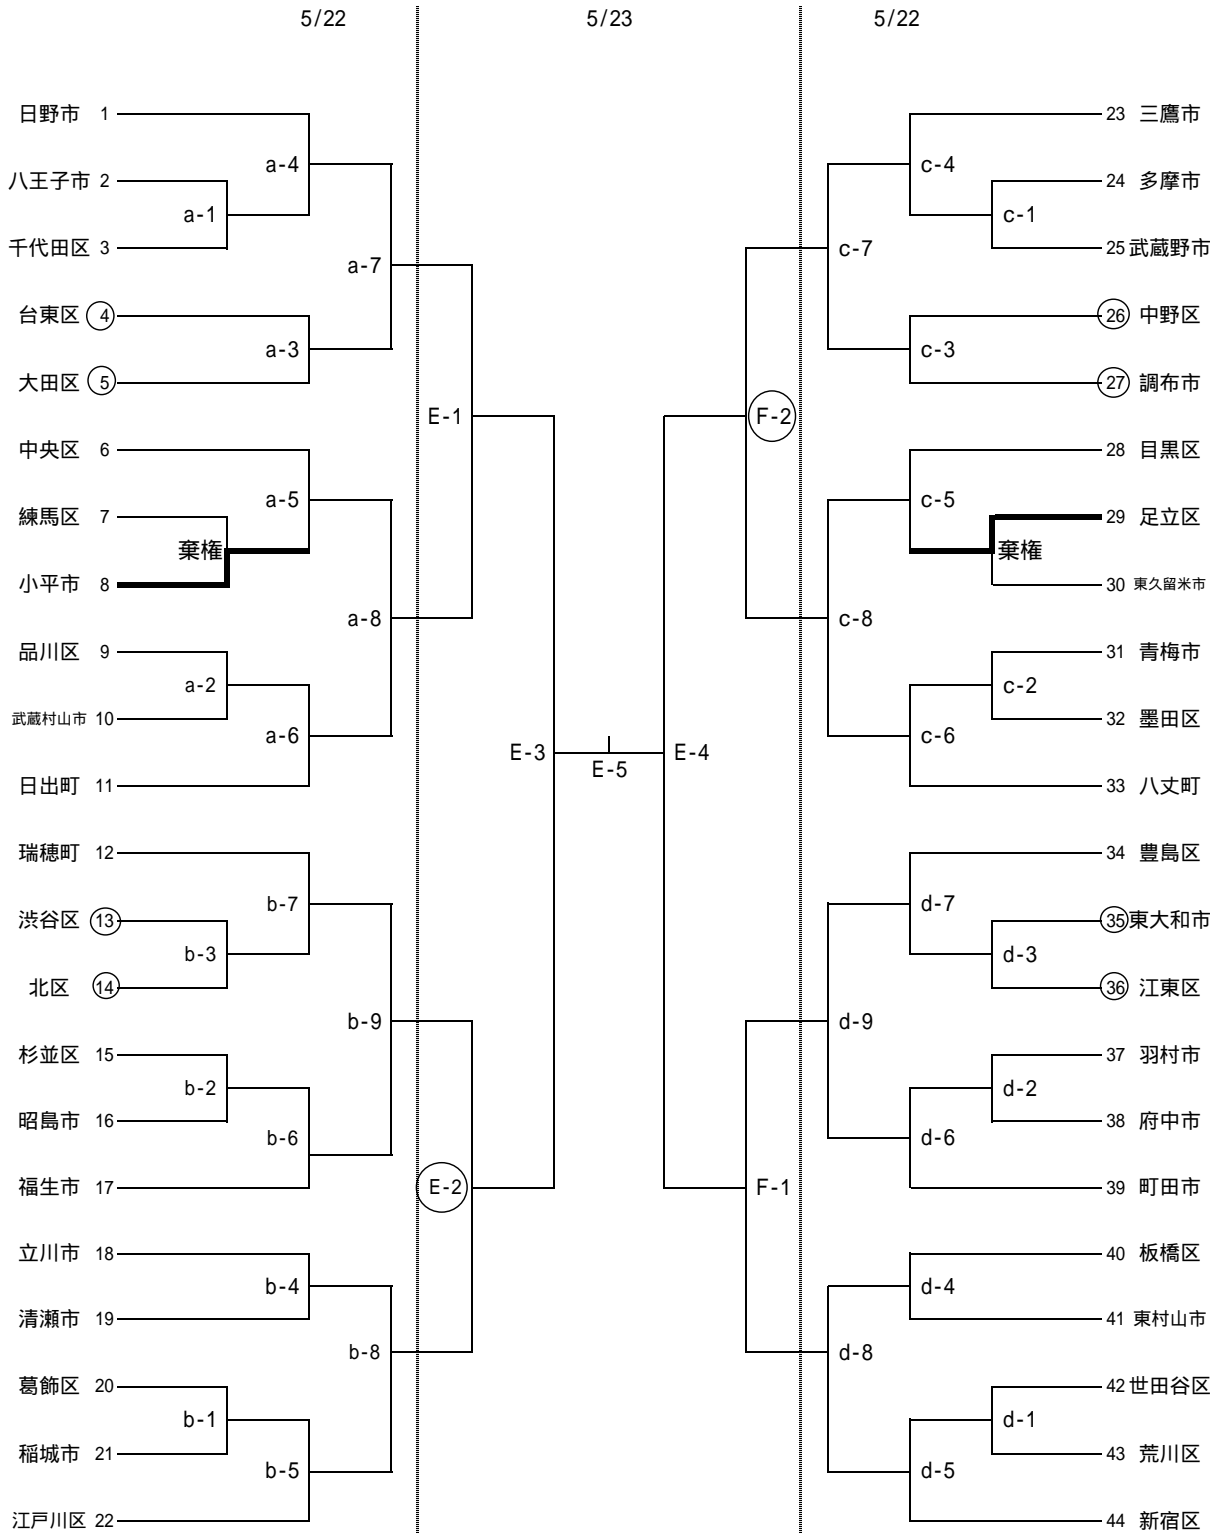 5/22 5/23 5/22
日野市 1
八王子市 2
千代田区 3
台東区 4
大田区 5
中央区 6
練馬区 7
小平市 8
品川区 9
武蔵村山市 10
日出町 11
瑞穂町 12
渋谷区 13
北区 14
杉並区 15
昭島市 16
福生市 17
立川市 18
清瀬市 19
葛飾区 20
稲城市 21
江戸川区 22
a-4
a-1
a-7
a-3
a-5
棄権
a-8
a-2
a-6
b-7
b-3
b-9
b-2
b-6
b-4
b-8
b-1
b-5
E-1
E-2
E-3
E-5
E-4
F-2
F-1
c-4
c-1
c-7
c-3
c-5
棄権
c-8
c-2
c-6
d-7
d-3
d-9
d-2
d-6
d-4
d-8
d-1
d-5
23 三鷹市
24 多摩市
25 武蔵野市
26 中野区
27 調布市
28 目黒区
29 足立区
30 東久留米市
31 青梅市
32 墨田区
33 八丈町
34 豊島区
35 東大和市
36 江東区
37 羽村市
38 府中市
39 町田市
40 板橋区
41 東村山市
42 世田谷区
43 荒川区
44 新宿区